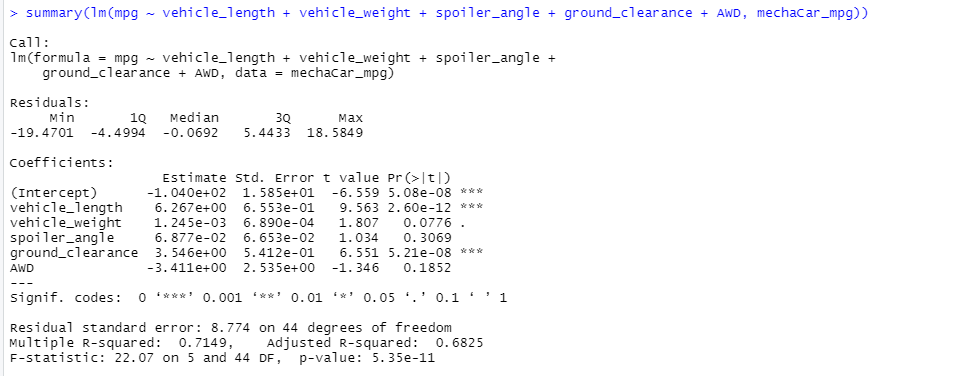 > summary(lm(mpg ~ vehicle_length + vehicle_weight + spoiler_angle + ground_clearance + AWD, mechaCar_mpg))
Call:
lm(formula = mpg ~ vehicle_length + vehicle_weight + spoiler_angle +
    ground_clearance + AWD, data = mechaCar_mpg)
Residuals:
     Min       1Q   Median       3Q      Max
-19.4701  -4.4994  -0.0692   5.4433  18.5849
Coefficients:
                   Estimate Std. Error t value Pr(>|t|)
(Intercept)      -1.040e+02  1.585e+01  -6.559 5.08e-08 ***
vehicle_length    6.267e+00  6.553e-01   9.563 2.60e-12 ***
vehicle_weight    1.245e-03  6.890e-04   1.807   0.0776 .
spoiler_angle     6.877e-02  6.653e-02   1.034   0.3069
ground_clearance  3.546e+00  5.412e-01   6.551 5.21e-08 ***
AWD              -3.411e+00  2.535e+00  -1.346   0.1852
---
Signif. codes:  0 ‘***’ 0.001 ‘**’ 0.01 ‘*’ 0.05 ‘.’ 0.1 ‘ ’ 1
Residual standard error: 8.774 on 44 degrees of freedom
Multiple R-squared:  0.7149,    Adjusted R-squared:  0.6825
F-statistic: 22.07 on 5 and 44 DF,  p-value: 5.35e-11